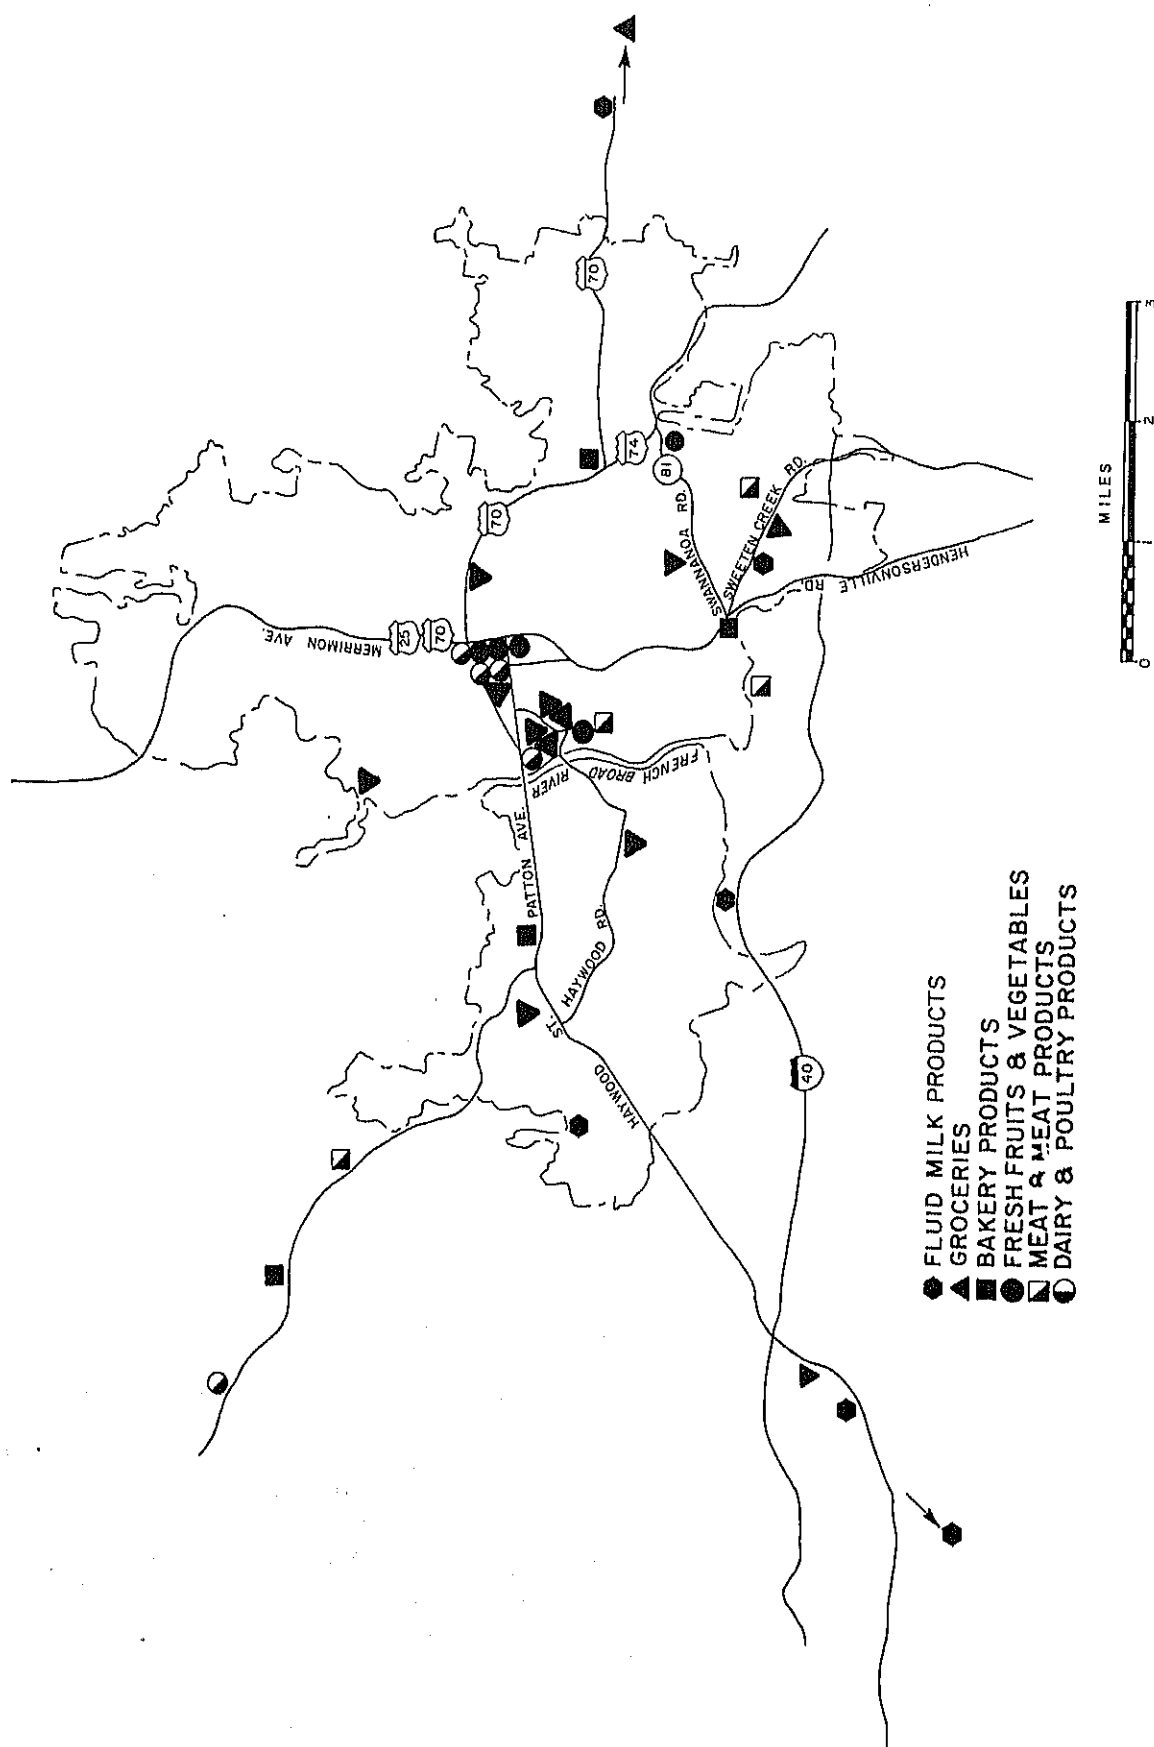 70
74
81
70
MERRIMON AVE.
25
70
SWANNANOA RD.
SWEETEN CREEK RD.
HENDERSONVILLE RD.
FRENCH BROAD RIVER
PATTON AVE.
HAYWOOD RD.
HAYWOOD ST.
40
MILES
0 1 2 3
FLUID MILK PRODUCTS
GROCERIES
BAKERY PRODUCTS
FRESH FRUITS & VEGETABLES
MEAT & MEAT PRODUCTS
DAIRY & POULTRY PRODUCTS